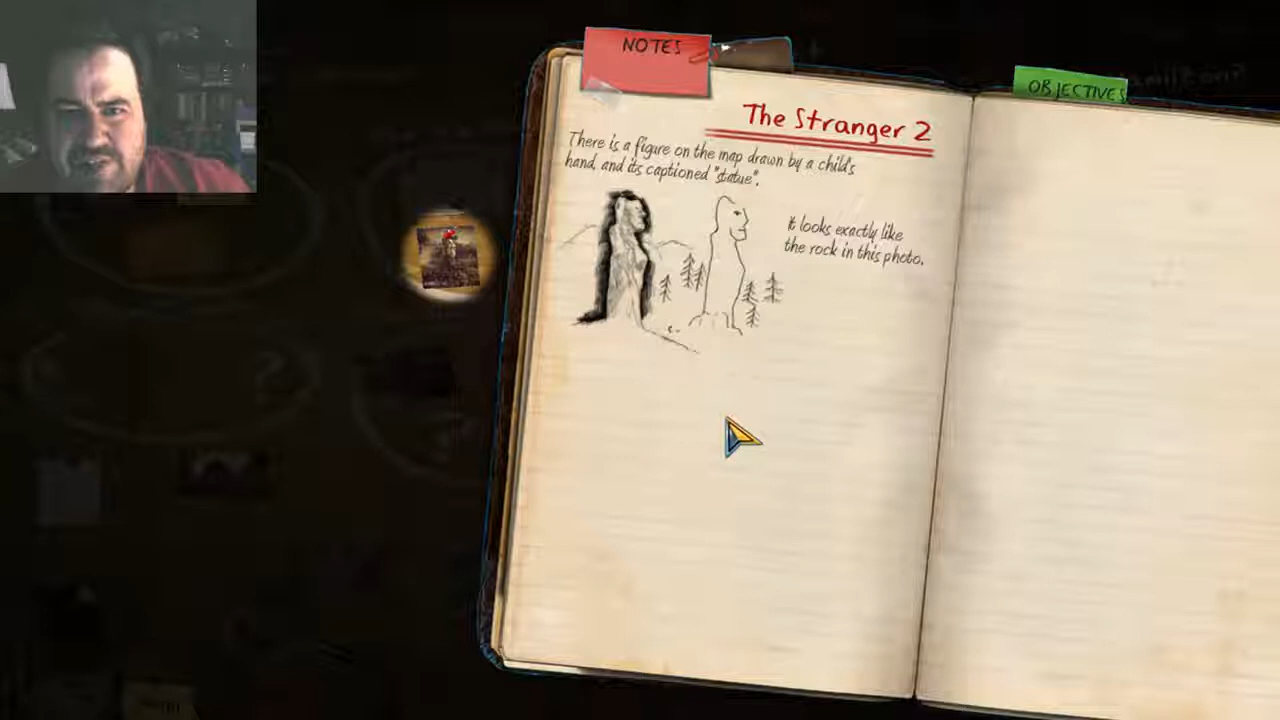 NOTES
OBJECTIVES
The Stranger 2
There is a figure on the map drawn by a child's
hand, and its captioned "statue".
It looks exactly like
the rock in this photo.
?